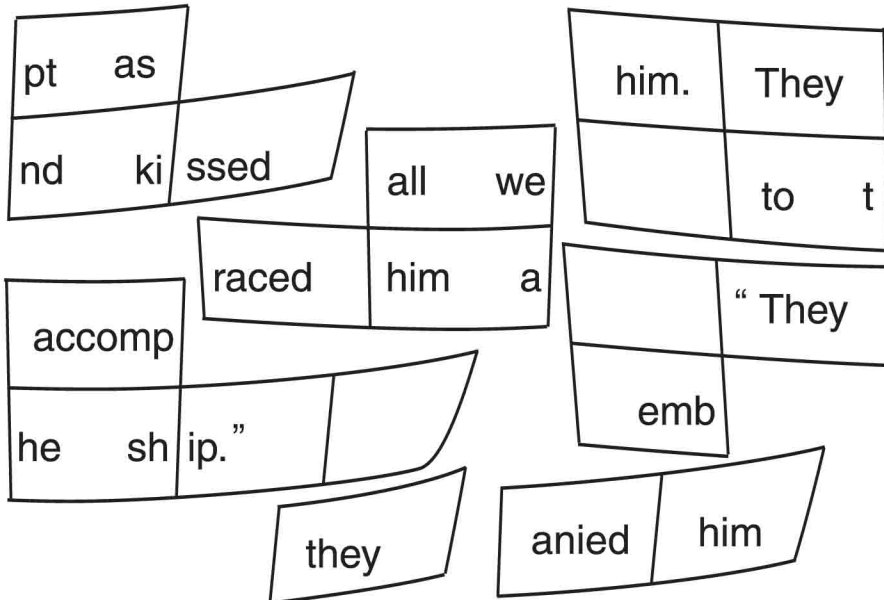 pt as
nd ki ssed
him. They
to t
all we
raced him a
“ They
emb
accomp
he sh ip.”
they
anied him